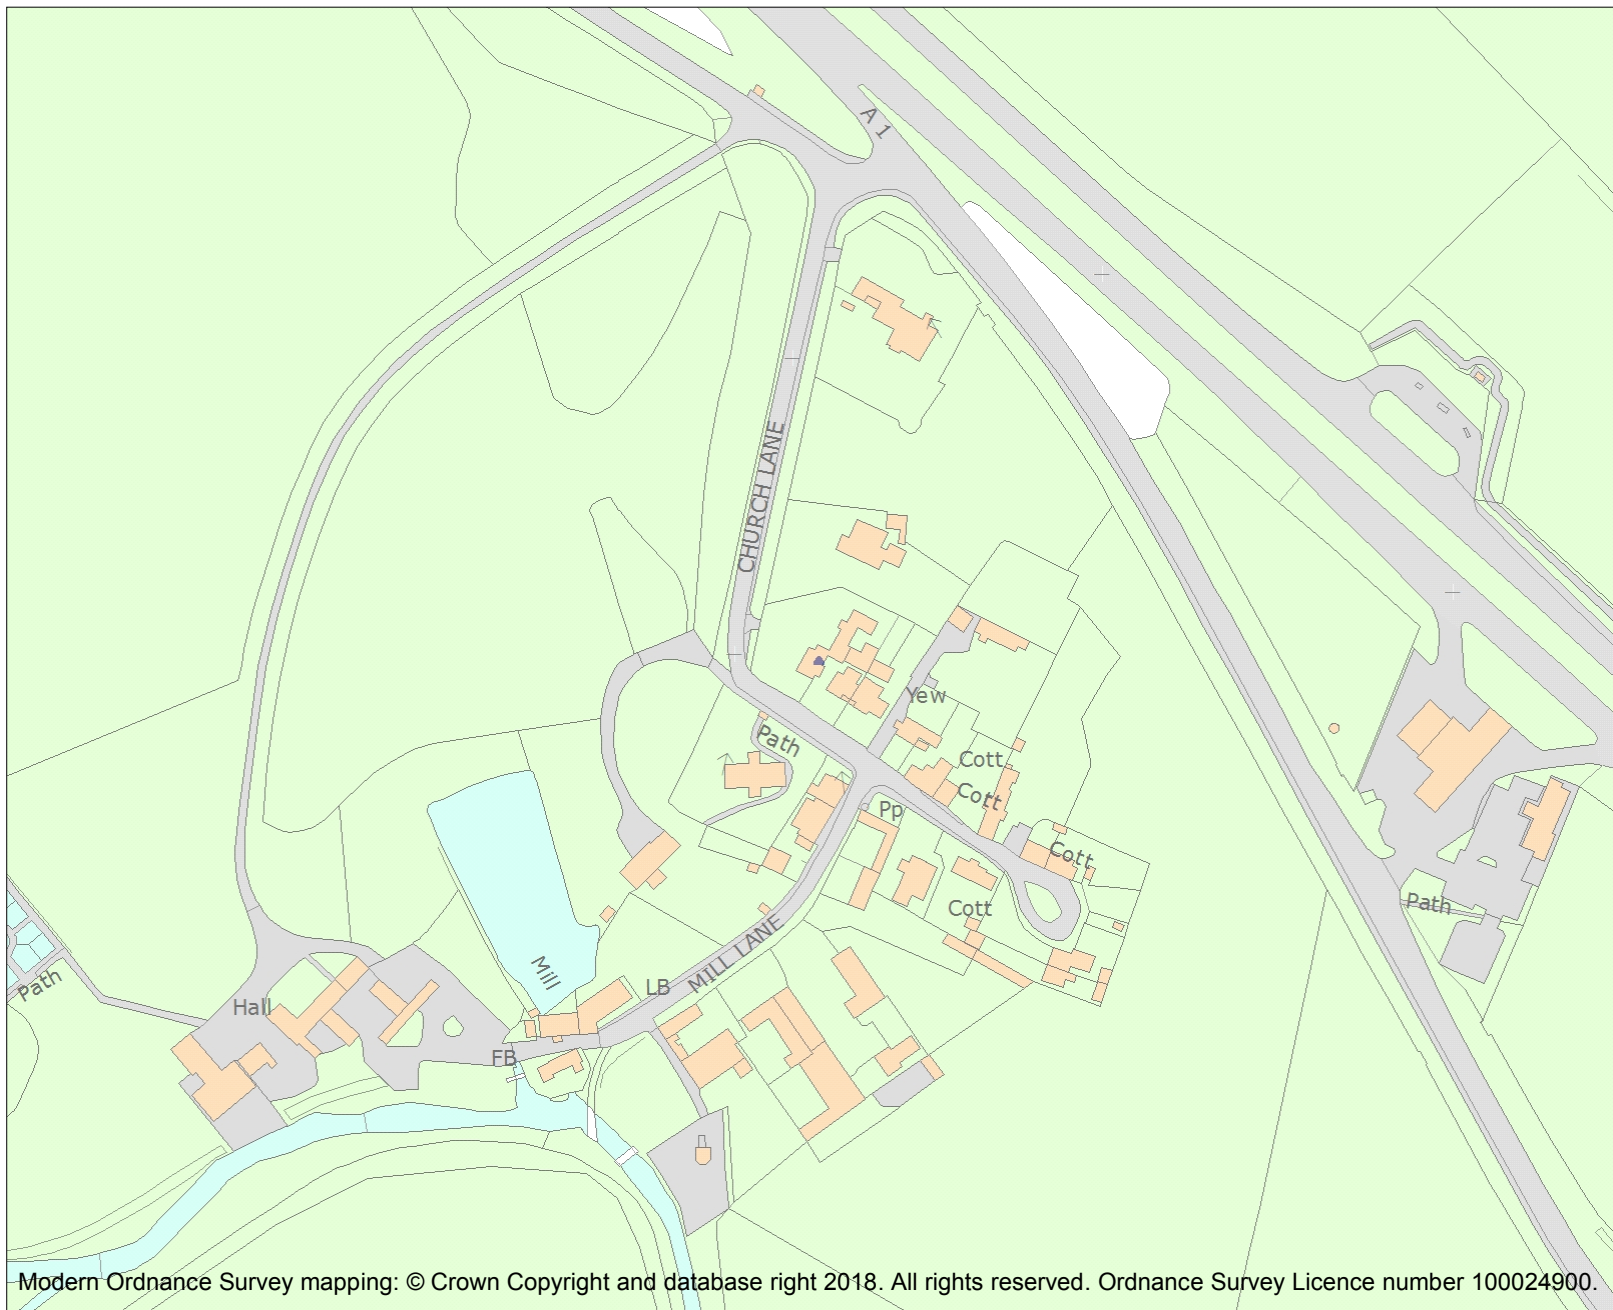 A 1
CHURCH LANE
Yew
Path
Cott
Cott
Pp
Cott
Path
Cott
MILL LANE
Mill
LB
Path
Hall
FB
Modern Ordnance Survey mapping: © Crown Copyright and database right 2018. All rights reserved. Ordnance Survey Licence number 100024900.